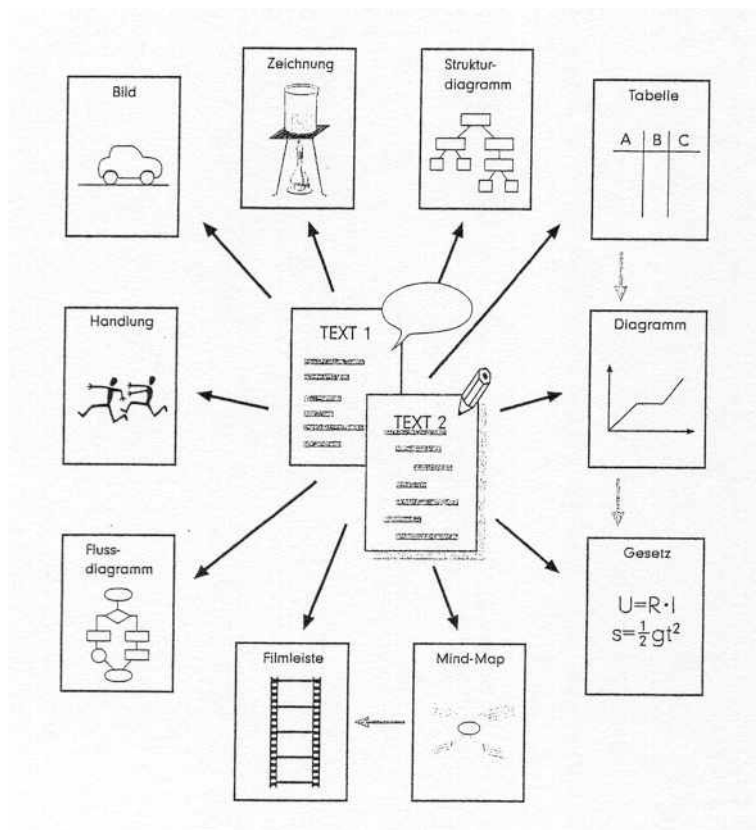 Bild
Zeichnung
Struktur-
diagramm
Tabelle
A B C
TEXT 1
TEXT 2
Handlung
Diagramm
Fluss-
diagramm
Gesetz
U=R·I
s=½gt²
Filmleiste
Mind-Map